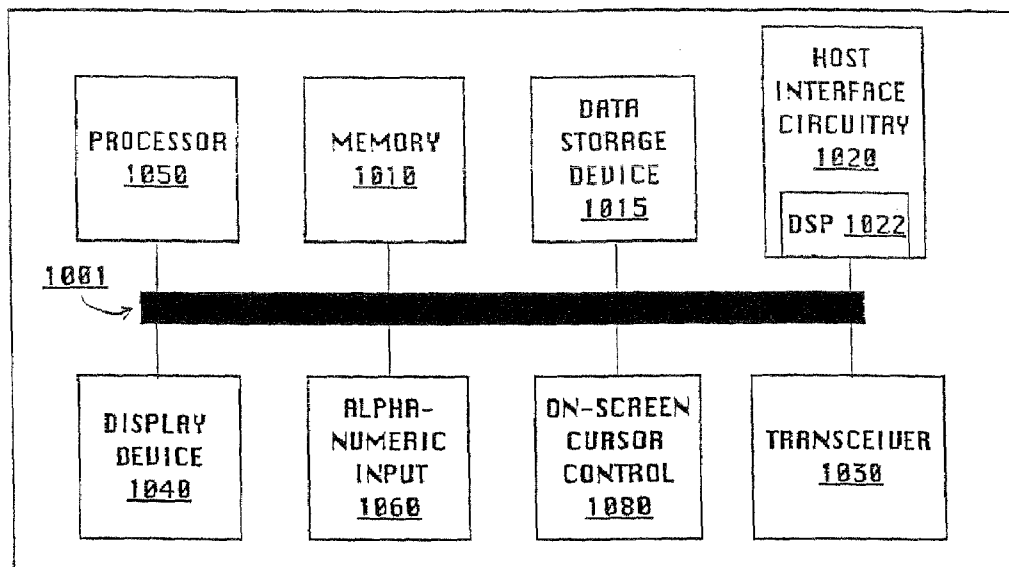 PROCESSOR
1050
MEMORY
1010
DATA
STORAGE
DEVICE
1015
HOST
INTERFACE
CIRCUITRY
1020
DSP 1022
1001
DISPLAY
DEVICE
1040
ALPHA-
NUMERIC
INPUT
1060
ON-SCREEN
CURSOR
CONTROL
1080
TRANSCEIVER
1030